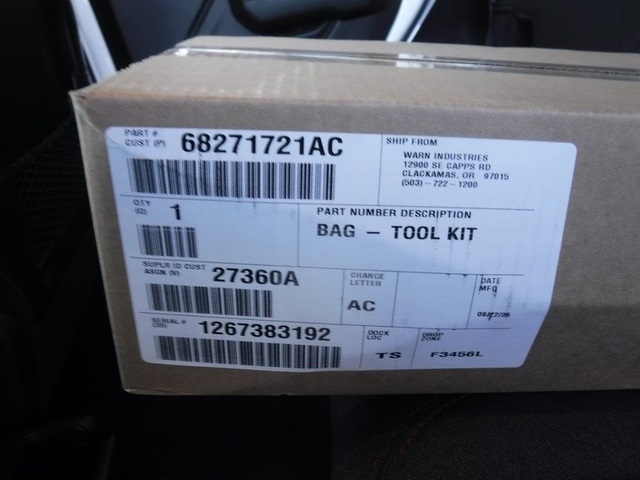 PART #
CUST (P) 68271721AC
SHIP FROM
WARN INDUSTRIES
12900 SE CAPPS RD
CLACKAMAS, OR 97015
(503)-722-1200
QTY
(Q) 1
PART NUMBER DESCRIPTION
BAG - TOOL KIT
SUPLR ID CUST
ASGN (V) 27360A
CHANGE
LETTER
AC
DATE
MFG
SERIAL #
(3S) 1267383192
DOCK
LOC
TS
DROP
ZONE
F3456L